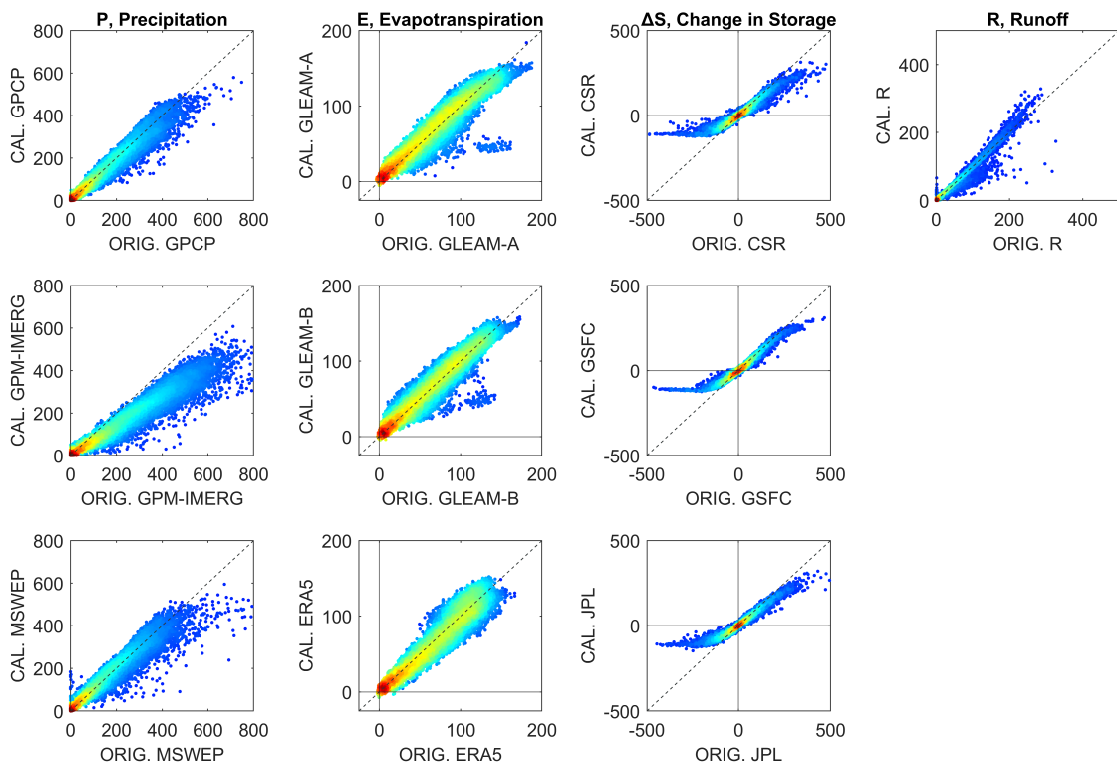 P, Precipitation
E, Evapotranspiration
ΔS, Change in Storage
R, Runoff
800
600
400
200
0
CAL. GPCP
0 200 400 600 800
ORIG. GPCP
200
100
0
CAL. GLEAM-A
0 100 200
ORIG. GLEAM-A
500
0
-500
CAL. CSR
-500 0 500
ORIG. CSR
400
200
0
CAL. R
0 200 400
ORIG. R
800
600
400
200
0
CAL. GPM-IMERG
0 200 400 600 800
ORIG. GPM-IMERG
200
100
0
CAL. GLEAM-B
0 100 200
ORIG. GLEAM-B
500
0
-500
CAL. GSFC
-500 0 500
ORIG. GSFC
800
600
400
200
0
CAL. MSWEP
0 200 400 600 800
ORIG. MSWEP
200
100
0
CAL. ERA5
0 100 200
ORIG. ERA5
500
0
-500
CAL. JPL
-500 0 500
ORIG. JPL